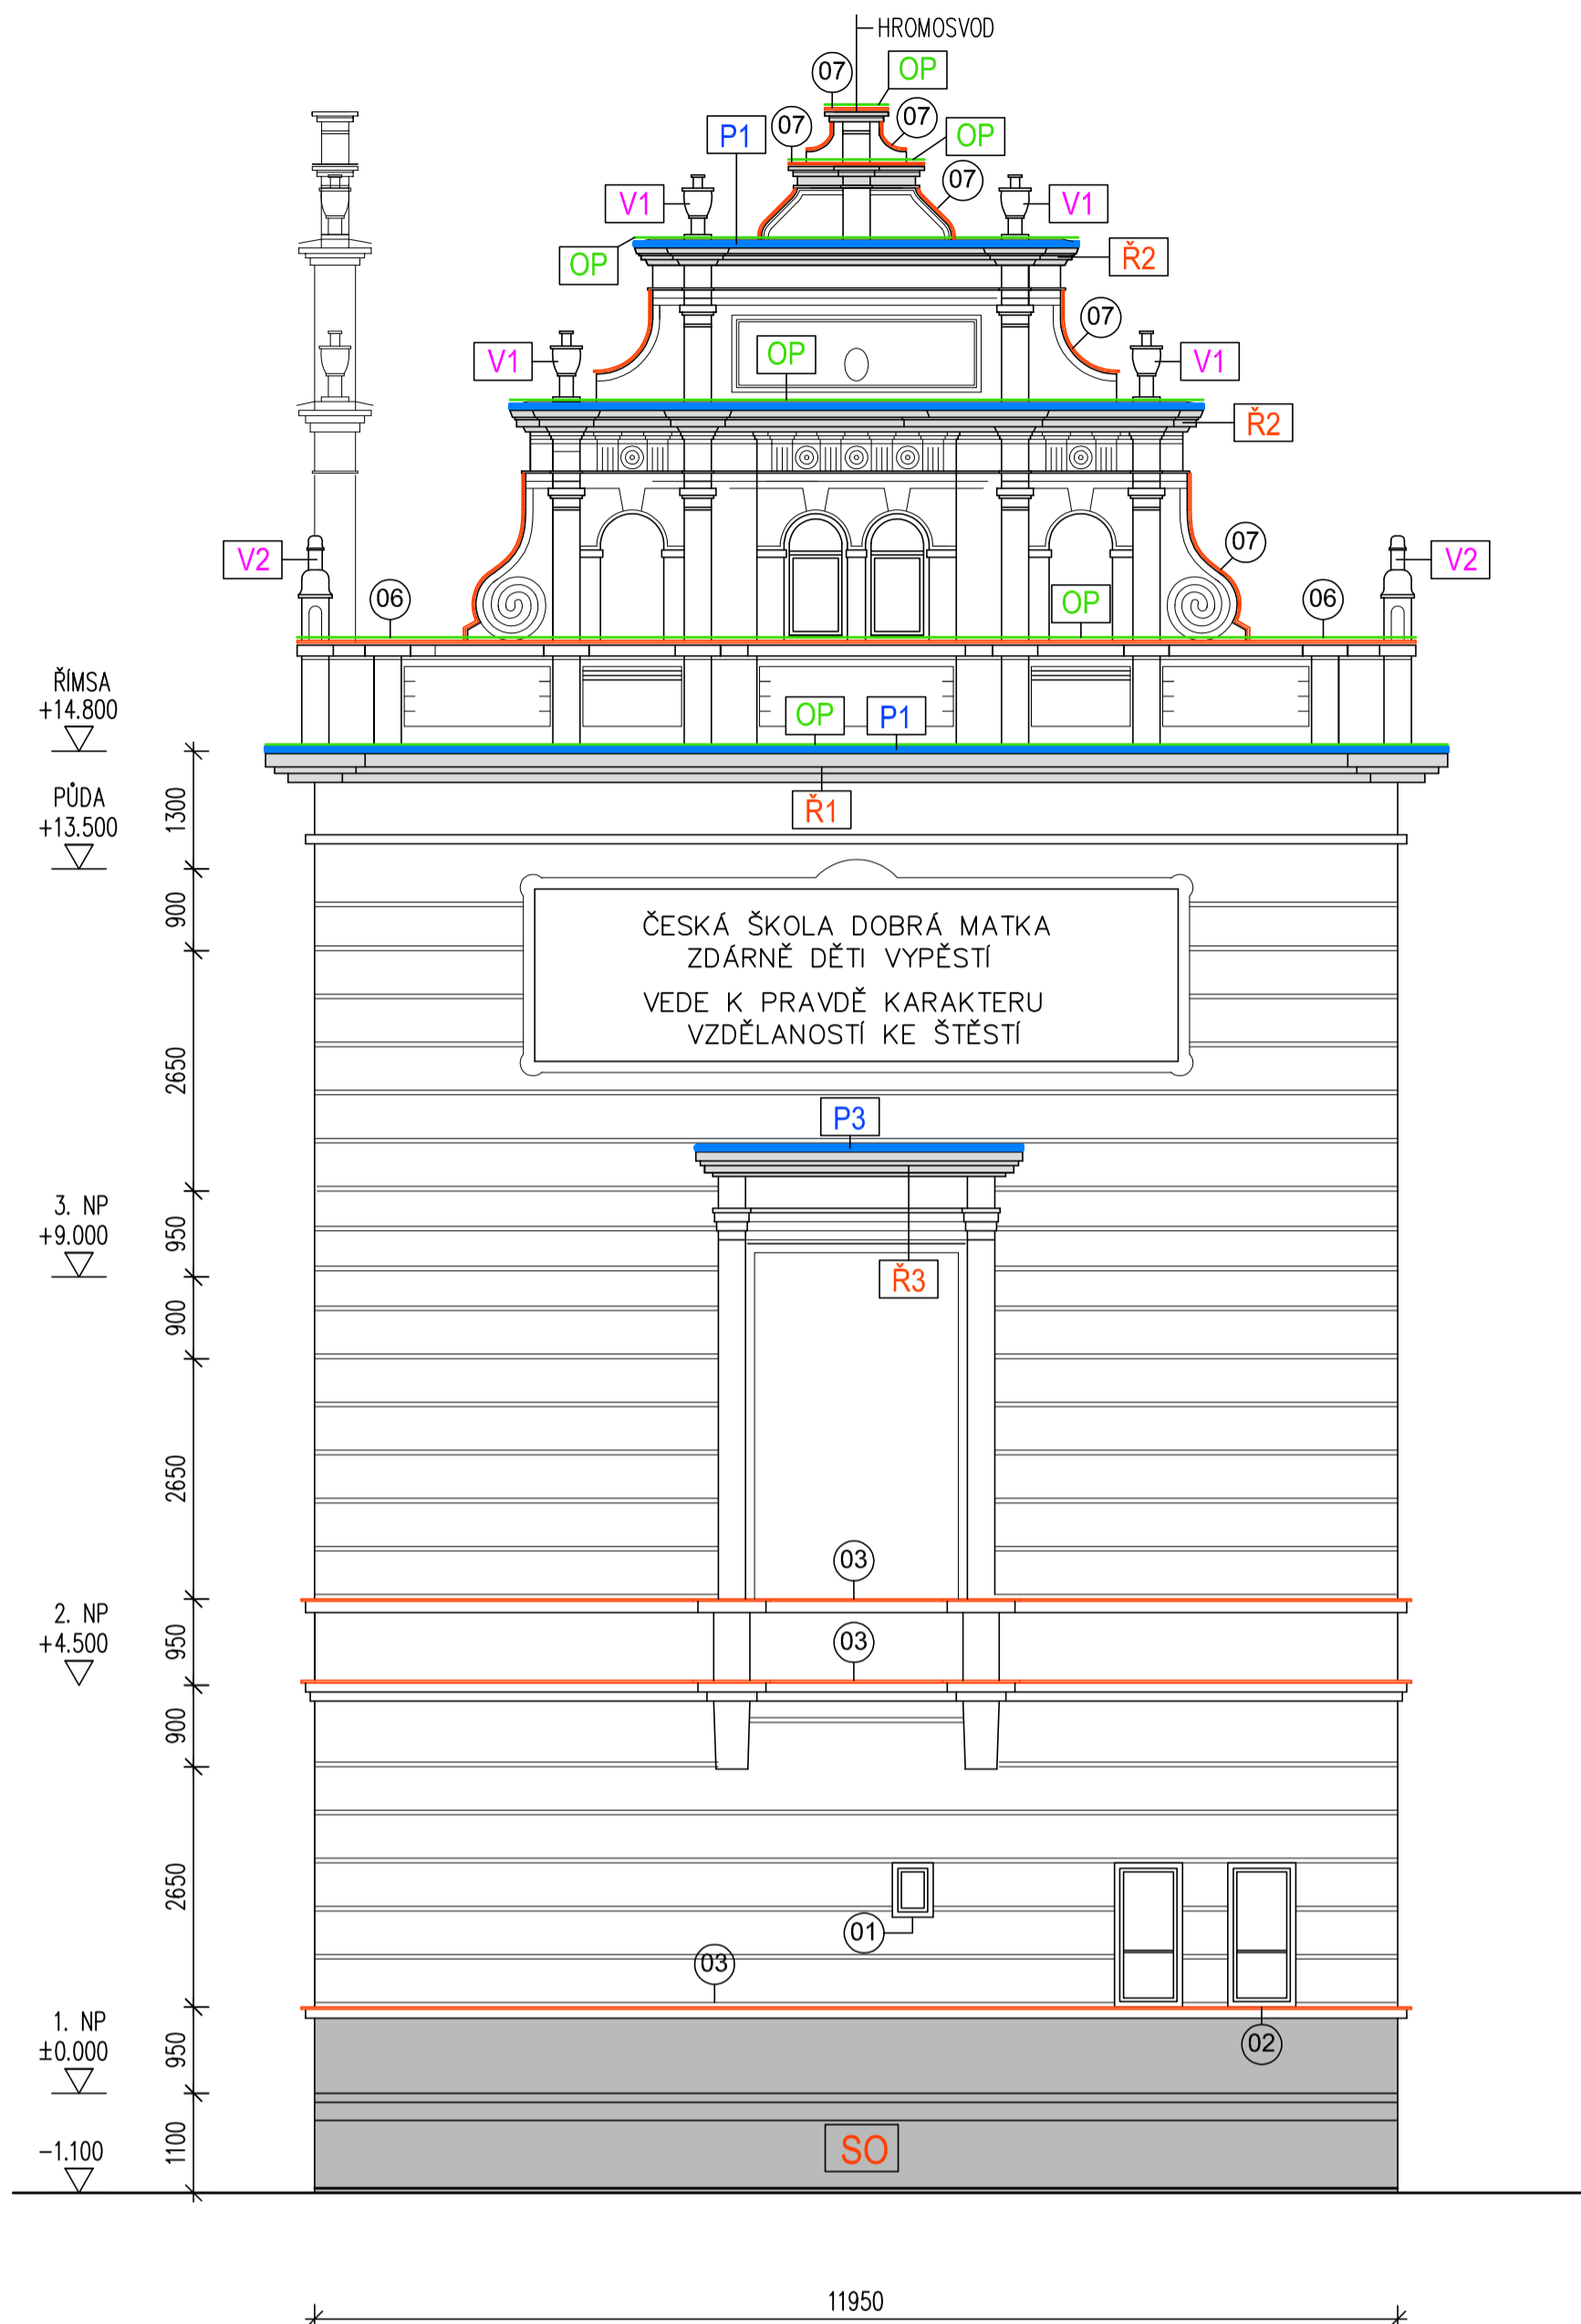 HROMOSVOD
07
OP
07
07
P1
OP
07
V1
V1
OP
Ř2
07
V1
OP
V1
Ř2
07
V2
V2
06
OP
06
ŘÍMSA
+14.800
OP
P1
PŮDA
+13.500
1300
Ř1
900
ČESKÁ ŠKOLA DOBRÁ MATKA
ZDÁRNĚ DĚTI VYPĚSTÍ
VEDE K PRAVDĚ KARAKTERU
VZDĚLANOSTÍ KE ŠTĚSTÍ
2650
P3
3. NP
+9.000
950
Ř3
900
2650
03
2. NP
+4.500
950
03
900
2650
01
03
1. NP
±0.000
950
02
-1.100
1100
SO
11950